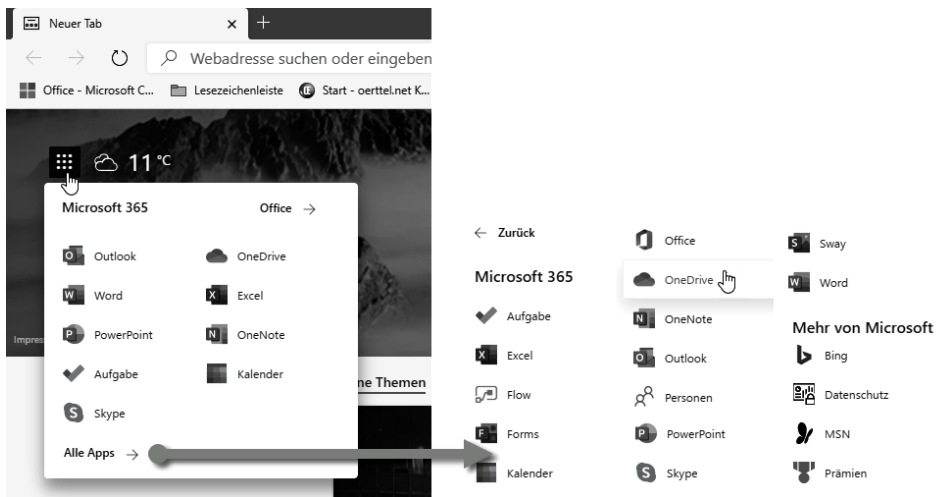 Neuer Tab
Webadresse suchen oder eingeben
Office - Microsoft C...
Lesezeichenleiste
Start - oerttel.net K...
11 °C
Microsoft 365
Office
Outlook
OneDrive
Word
Excel
PowerPoint
OneNote
Aufgabe
Kalender
Skype
Alle Apps
Impres
ne Themen
Zurück
Microsoft 365
Aufgabe
Excel
Flow
Forms
Kalender
Office
OneDrive
OneNote
Outlook
Personen
PowerPoint
Skype
Sway
Word
Mehr von Microsoft
Bing
Datenschutz
MSN
Prämien